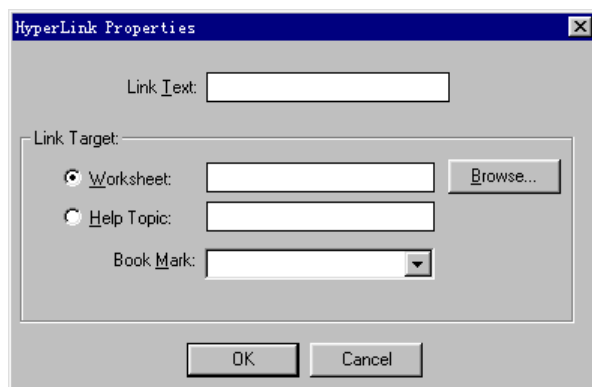 HyperLink Properties
Link Text:
Link Target:
Worksheet:
Browse...
Help Topic:
Book Mark:
OK
Cancel